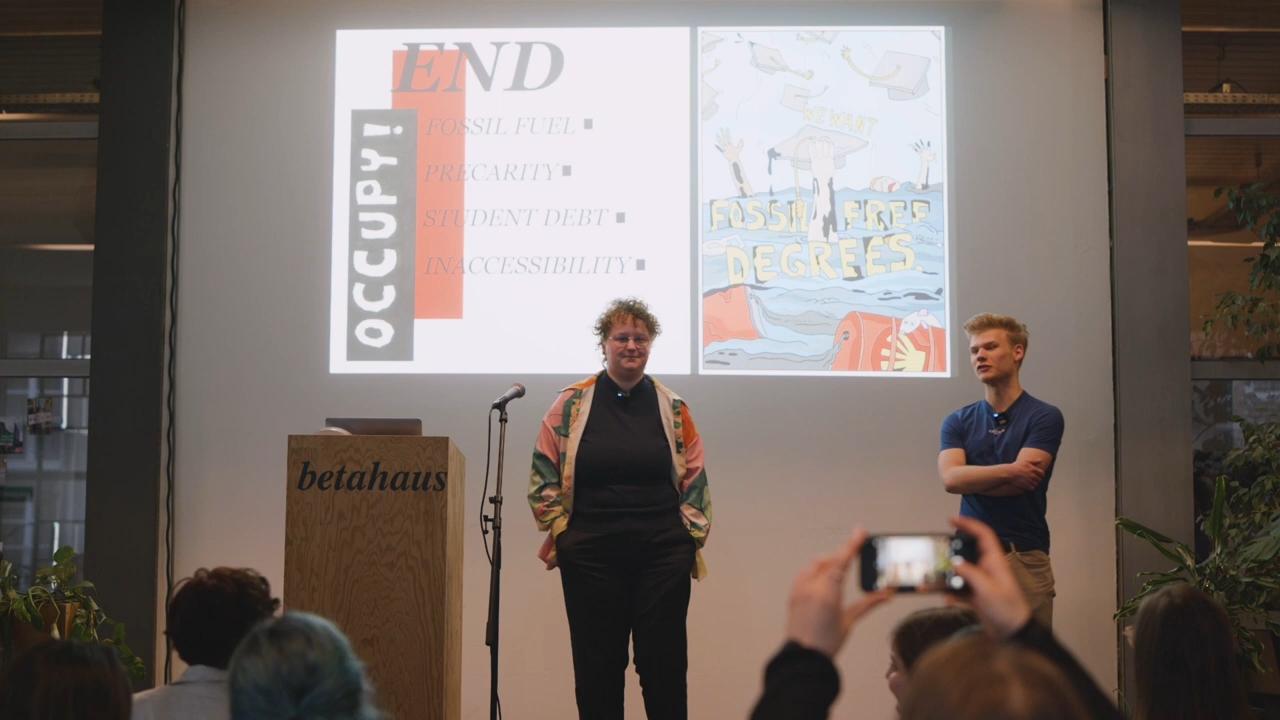 END
FOSSIL FUEL
PRECARITY
STUDENT DEBT
INACCESSIBILITY
OCCUPY!
WE WANT
FOSSIL FREE
DEGREES.
betahaus